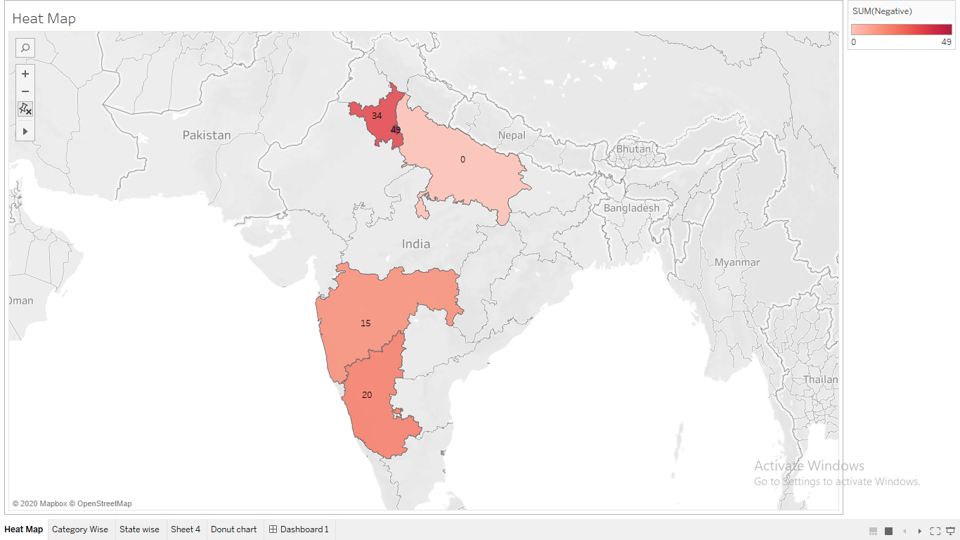 Heat Map
SUM(Negative)
0 49
34
49
Pakistan
Nepal
0
Bhutan
Bangladesh
India
Myanmar
Oman
15
Thailan
20
Activate Windows
Go to Settings to activate Windows.
© 2020 Mapbox © OpenStreetMap
Heat Map Category Wise State wise Sheet 4 Donut chart Dashboard 1